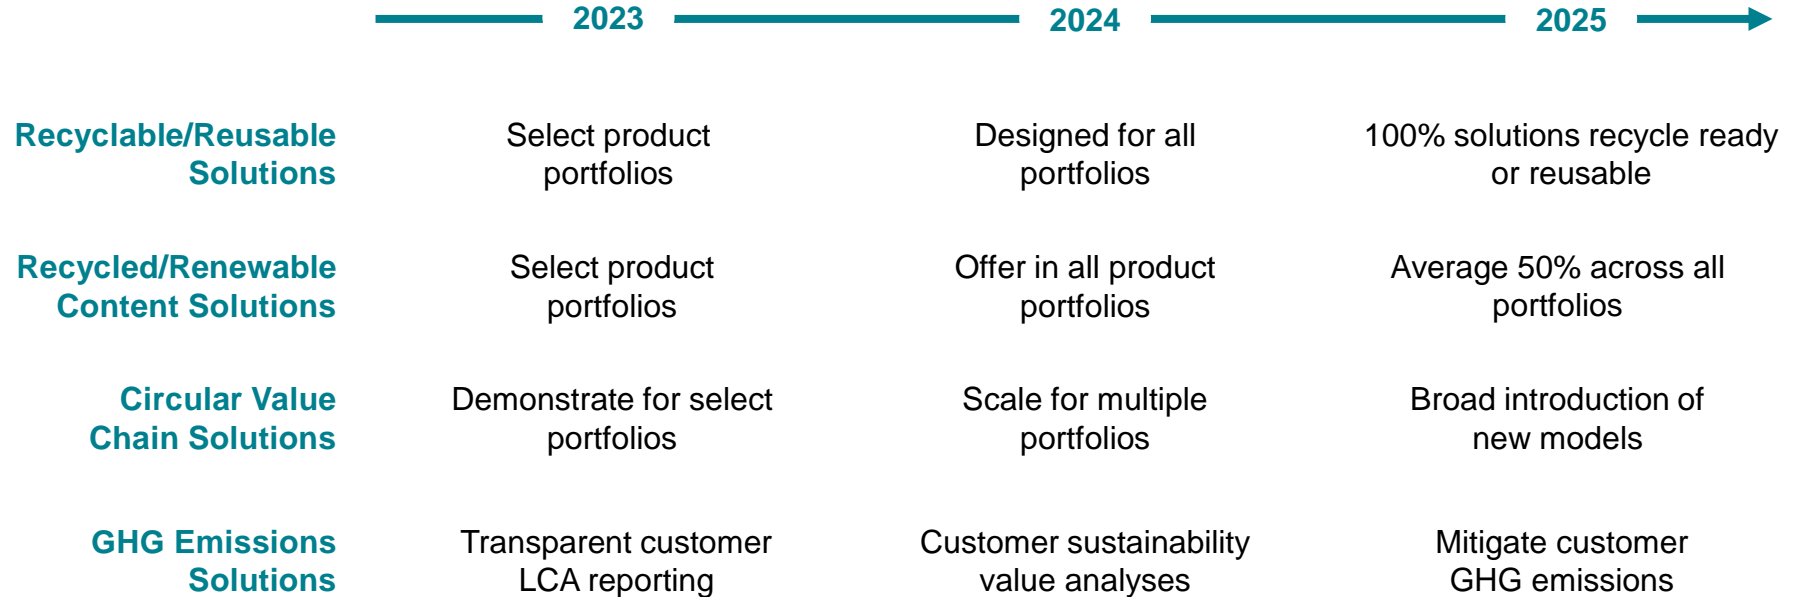 2023
2024
2025
Recyclable/Reusable
Solutions
Select product
portfolios
Designed for all
portfolios
100% solutions recycle ready
or reusable
Recycled/Renewable
Content Solutions
Select product
portfolios
Offer in all product
portfolios
Average 50% across all
portfolios
Circular Value
Chain Solutions
Demonstrate for select
portfolios
Scale for multiple
portfolios
Broad introduction of
new models
GHG Emissions
Solutions
Transparent customer
LCA reporting
Customer sustainability
value analyses
Mitigate customer
GHG emissions